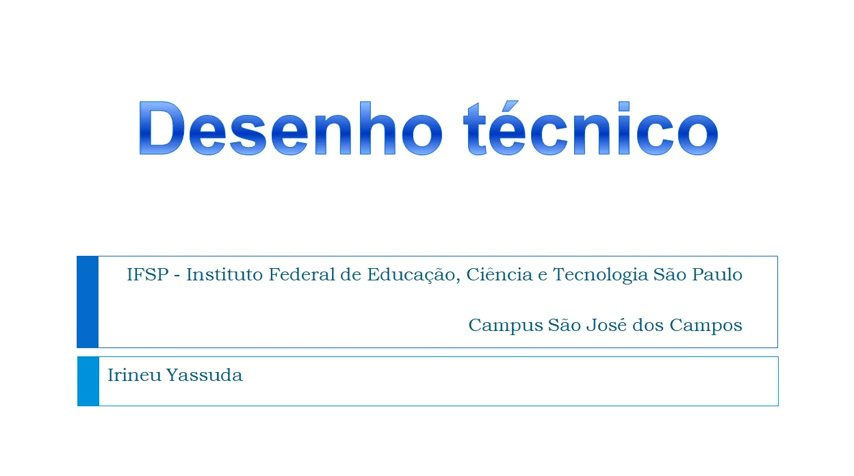 Desenho técnico
IFSP - Instituto Federal de Educação, Ciência e Tecnologia São Paulo
Campus São José dos Campos
Irineu Yassuda